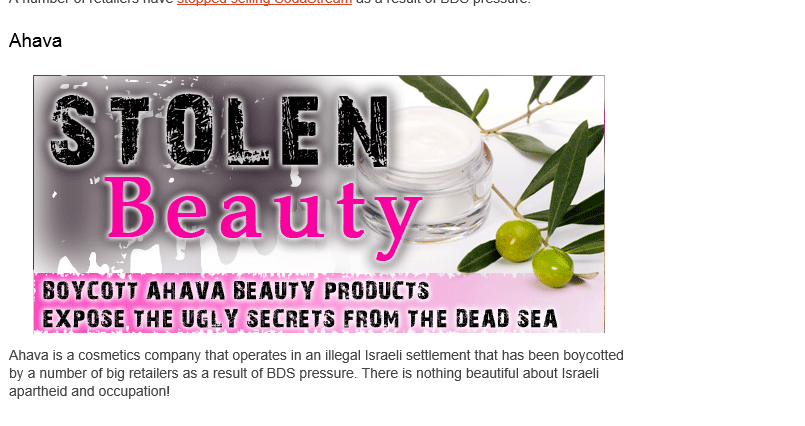 A number of retailers have stopped selling SodaStream as a result of BDS pressure.
Ahava
STOLEN
Beauty
BOYCOTT AHAVA BEAUTY PRODUCTS
EXPOSE THE UGLY SECRETS FROM THE DEAD SEA
Ahava is a cosmetics company that operates in an illegal Israeli settlement that has been boycotted
by a number of big retailers as a result of BDS pressure. There is nothing beautiful about Israeli
apartheid and occupation!